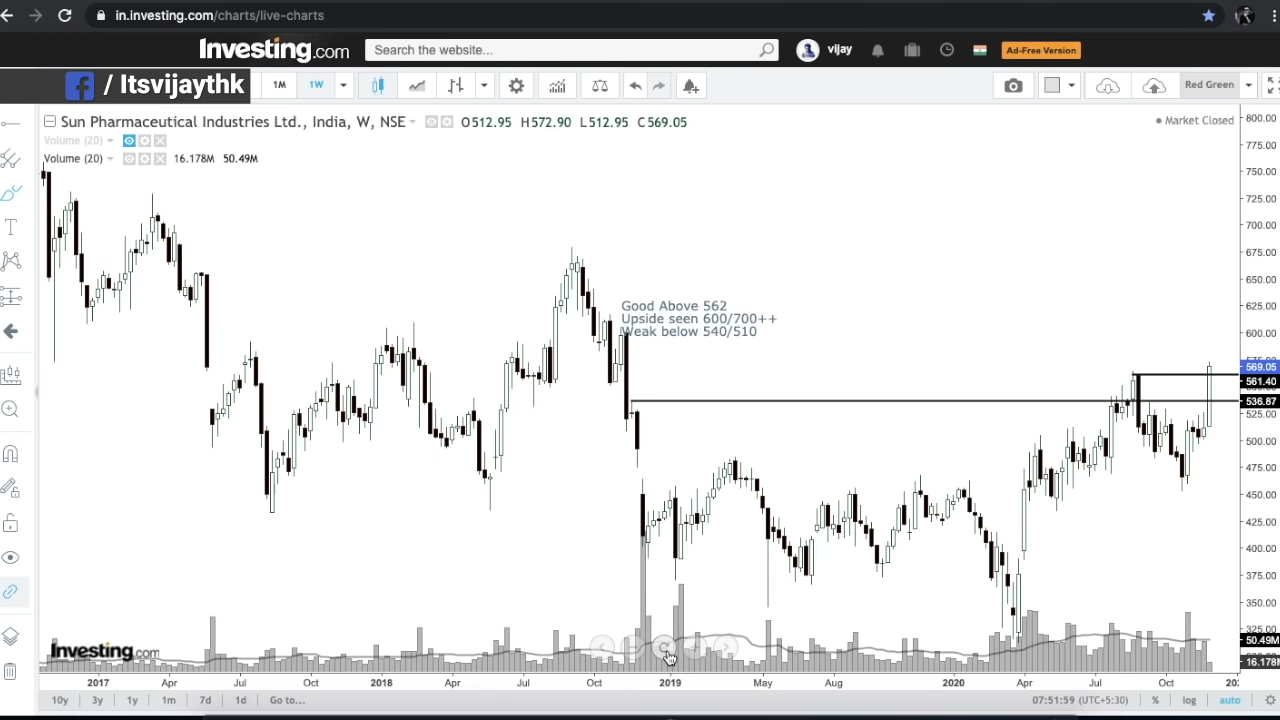 in.investing.com/charts/live-charts
Investing.com Search the website... vijay Ad-Free Version
/ Itsvijaythk 1M 1W Red Green
Sun Pharmaceutical Industries Ltd., India, W, NSE O512.95 H572.90 L512.95 C569.05 Market Closed
Volume (20)
Volume (20) 16.178M 50.49M
Good Above 562
Upside seen 600/700++
Weak below 540/510
800.00
775.00
750.00
725.00
700.00
675.00
650.00
625.00
600.00
569.05
561.40
536.87
525.00
500.00
475.00
450.00
425.00
400.00
375.00
350.00
325.00
50.49M
16.178M
Investing.com
2017 Apr Jul Oct 2018 Apr Jul Oct 2019 May Aug 2020 Apr Jul Oct
10y 3y 1y 1m 7d 1d Go to... 07:51:59 (UTC+5:30) % log auto